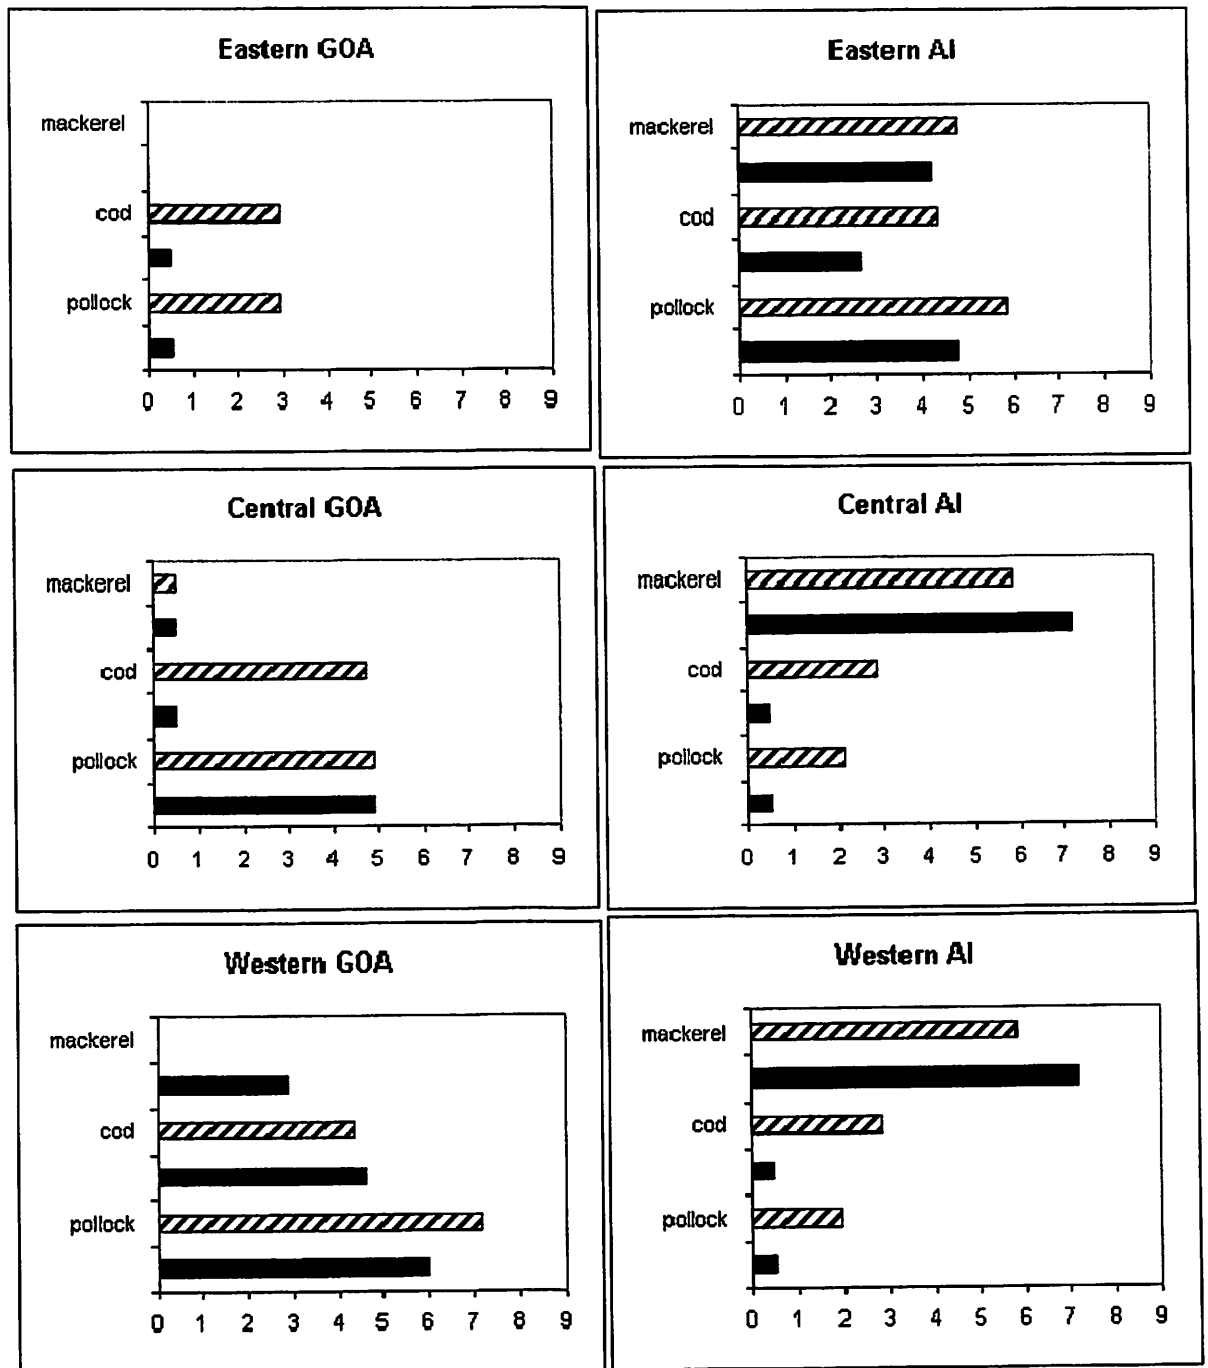 Eastern GOA
mackerel
cod
pollock
0 1 2 3 4 5 6 7 8 9
Eastern AI
mackerel
cod
pollock
0 1 2 3 4 5 6 7 8 9
Central GOA
mackerel
cod
pollock
0 1 2 3 4 5 6 7 8 9
Central AI
mackerel
cod
pollock
0 1 2 3 4 5 6 7 8 9
Western GOA
mackerel
cod
pollock
0 1 2 3 4 5 6 7 8 9
Western AI
mackerel
cod
pollock
0 1 2 3 4 5 6 7 8 9